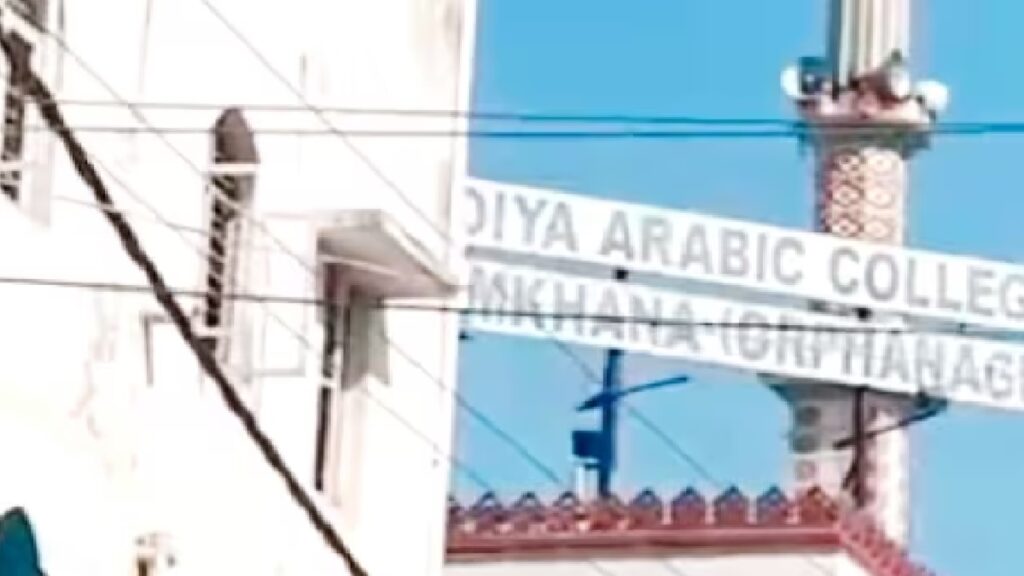 DIYA ARABIC COLLEG
MKHANA (ORPHANAG